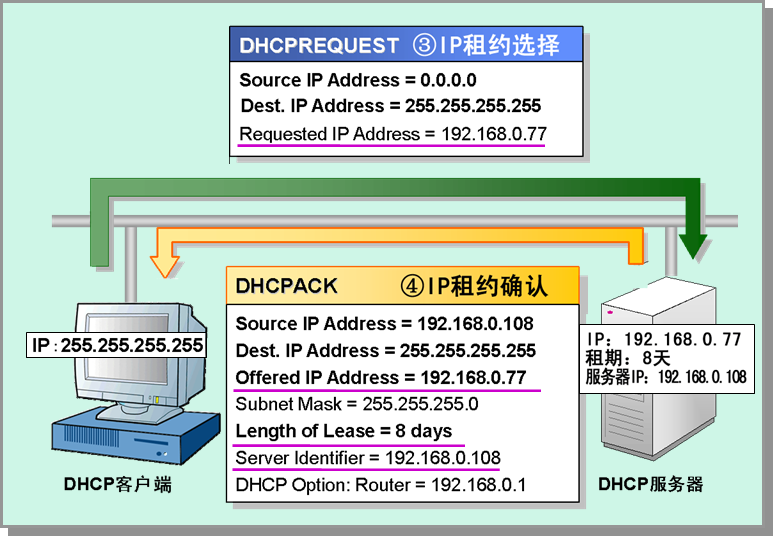 DHCPREQUEST ③IP租约选择
Source IP Address = 0.0.0.0
Dest. IP Address = 255.255.255.255
Requested IP Address = 192.168.0.77
DHCPACK ④IP租约确认
Source IP Address = 192.168.0.108
Dest. IP Address = 255.255.255.255
Offered IP Address = 192.168.0.77
Subnet Mask = 255.255.255.0
Length of Lease = 8 days
Server Identifier = 192.168.0.108
DHCP Option: Router = 192.168.0.1
IP:255.255.255.255
DHCP客户端
IP: 192.168.0.77
租期: 8天
服务器IP: 192.168.0.108
DHCP服务器